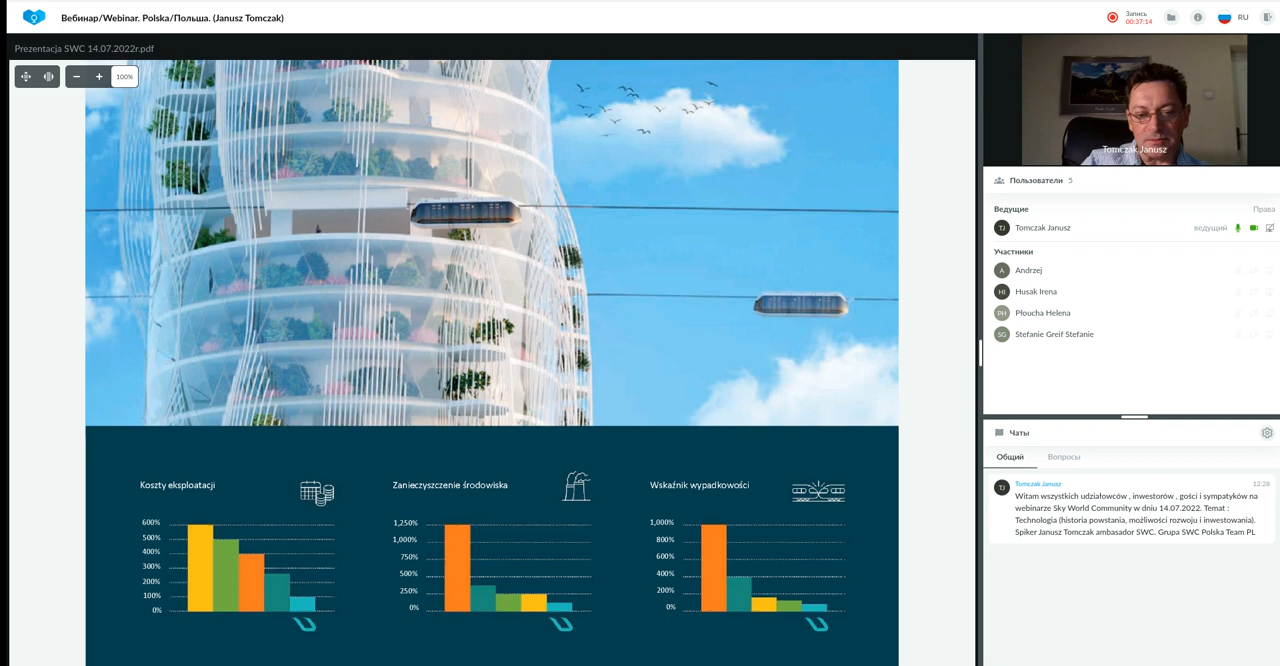 Вебинар/Webinar. Polska/Польша. (Janusz Tomczak)
Запись
00:37:14
RU
Prezentacja SWC 14.07.2022r.pdf
100%
Tomczak Janusz
Пользователи 5
Ведущие Права
TJ Tomczak Janusz ведущий
Участники
A Andrzej
HI Husak Irena
PH Płoucha Helena
SG Stefanie Greif Stefanie
Чаты
Общий Вопросы
TJ Tomczak Janusz 12:28
Witam wszystkich udziałowców , inwestorów , gości i sympatyków na
webinarze Sky World Community w dniu 14.07.2022. Temat :
Technologia (historia powstania, możliwości rozwoju i inwestowania).
Spiker Janusz Tomczak ambasador SWC. Grupa SWC Polska Team PL
Koszty eksploatacji
600%
500%
400%
300%
200%
100%
0%
Zanieczyszczenie środowiska
1,250%
1,000%
750%
500%
250%
0%
Wskaźnik wypadkowości
1,000%
800%
600%
400%
200%
0%